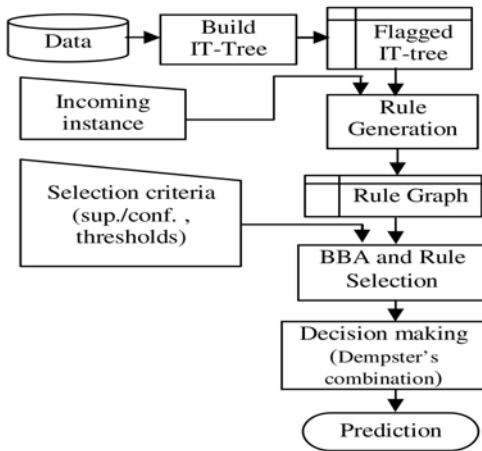 Data
Build
IT-Tree
Flagged
IT-tree
Incoming
instance
Rule
Generation
Selection criteria
(sup./conf. ,
thresholds)
Rule Graph
BBA and Rule
Selection
Decision making
(Dempster's
combination)
Prediction